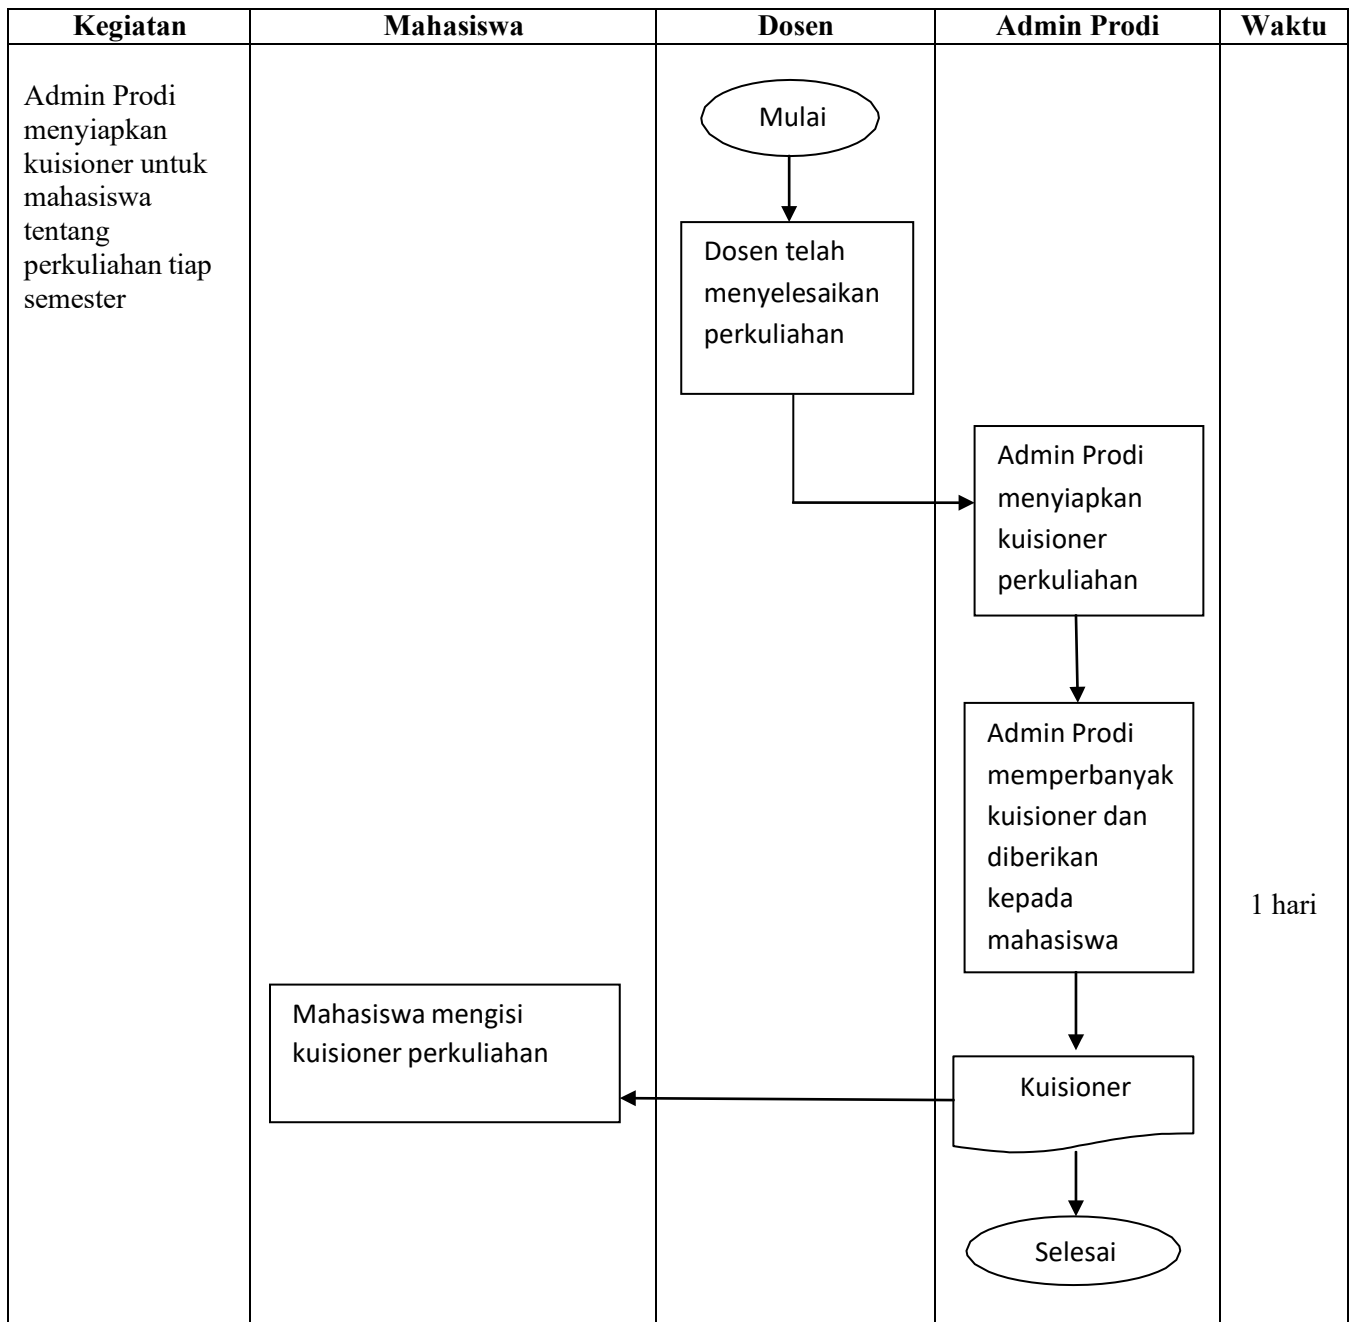 Kegiatan Mahasiswa Dosen Admin Prodi Waktu
Admin Prodi
menyiapkan
kuisioner untuk
mahasiswa
tentang
perkuliahan tiap
semester
Mulai
Dosen telah
menyelesaikan
perkuliahan
Admin Prodi
menyiapkan
kuisioner
perkuliahan
Admin Prodi
memperbanyak
kuisioner dan
diberikan
kepada
mahasiswa
1 hari
Mahasiswa mengisi
kuisioner perkuliahan
Kuisioner
Selesai